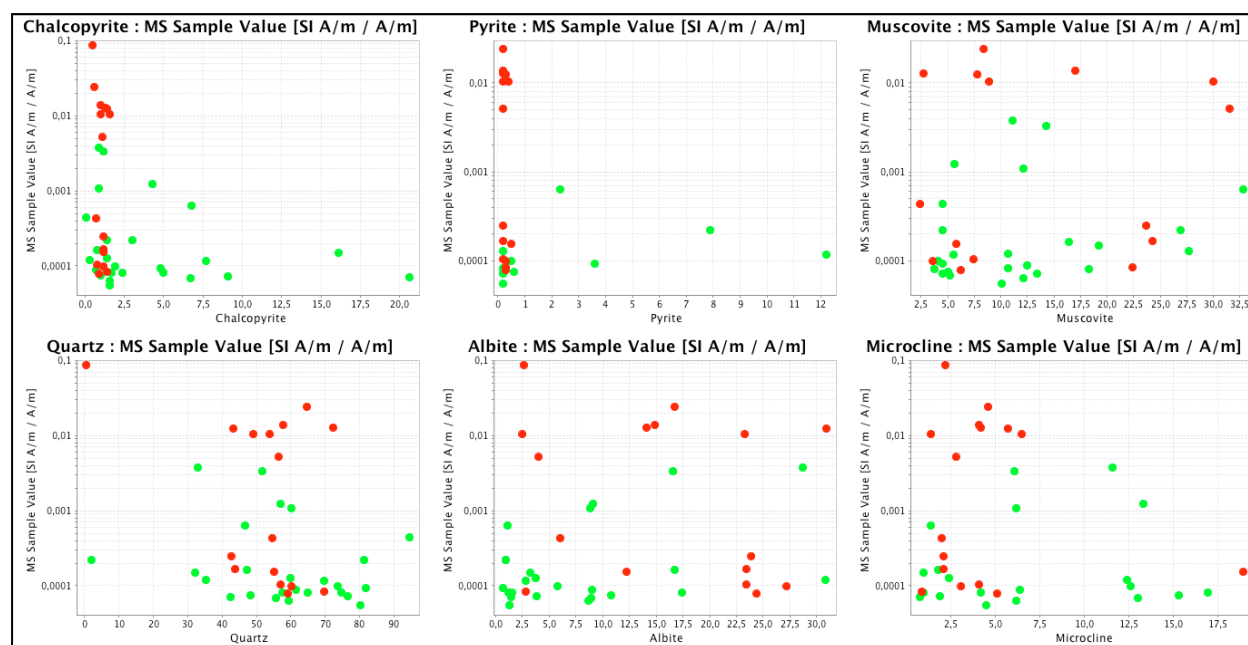 Chalcopyrite : MS Sample Value [SI A/m / A/m]
MS Sample Value [SI A/m / A/m]
0,1
0,01
0,001
0,0001
0,0 2,5 5,0 7,5 10,0 12,5 15,0 17,5 20,0
Chalcopyrite
Pyrite : MS Sample Value [SI A/m / A/m]
MS Sample Value [SI A/m / A/m]
0,01
0,001
0,0001
0 1 2 3 4 5 6 7 8 9 10 11 12
Pyrite
Muscovite : MS Sample Value [SI A/m / A/m]
MS Sample Value [SI A/m / A/m]
0,01
0,001
0,0001
2,5 5,0 7,5 10,0 12,5 15,0 17,5 20,0 22,5 25,0 27,5 30,0 32,5
Muscovite
Quartz : MS Sample Value [SI A/m / A/m]
MS Sample Value [SI A/m / A/m]
0,1
0,01
0,001
0,0001
0 10 20 30 40 50 60 70 80 90
Quartz
Albite : MS Sample Value [SI A/m / A/m]
MS Sample Value [SI A/m / A/m]
0,1
0,01
0,001
0,0001
0,0 2,5 5,0 7,5 10,0 12,5 15,0 17,5 20,0 22,5 25,0 27,5 30,0
Albite
Microcline : MS Sample Value [SI A/m / A/m]
MS Sample Value [SI A/m / A/m]
0,1
0,01
0,001
0,0001
2,5 5,0 7,5 10,0 12,5 15,0 17,5
Microcline